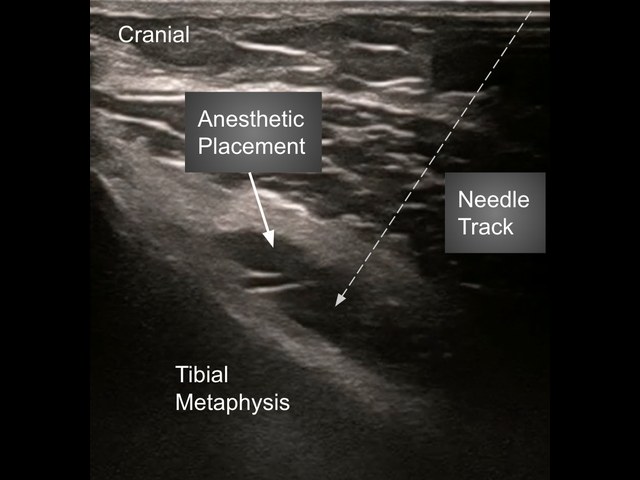 Cranial
Anesthetic
Placement
Needle
Track
Tibial
Metaphysis